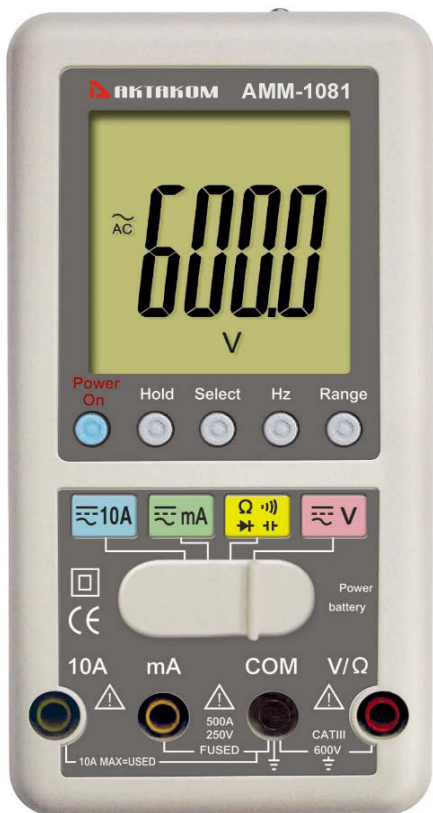 АКТАКОМ AMM-1081
AC
600.0
V
Power On Hold Select Hz Range
10A mA Ω V
Power battery
CE
10A mA COM V/Ω
500A 250V FUSED
CATIII 600V
10A MAX=USED